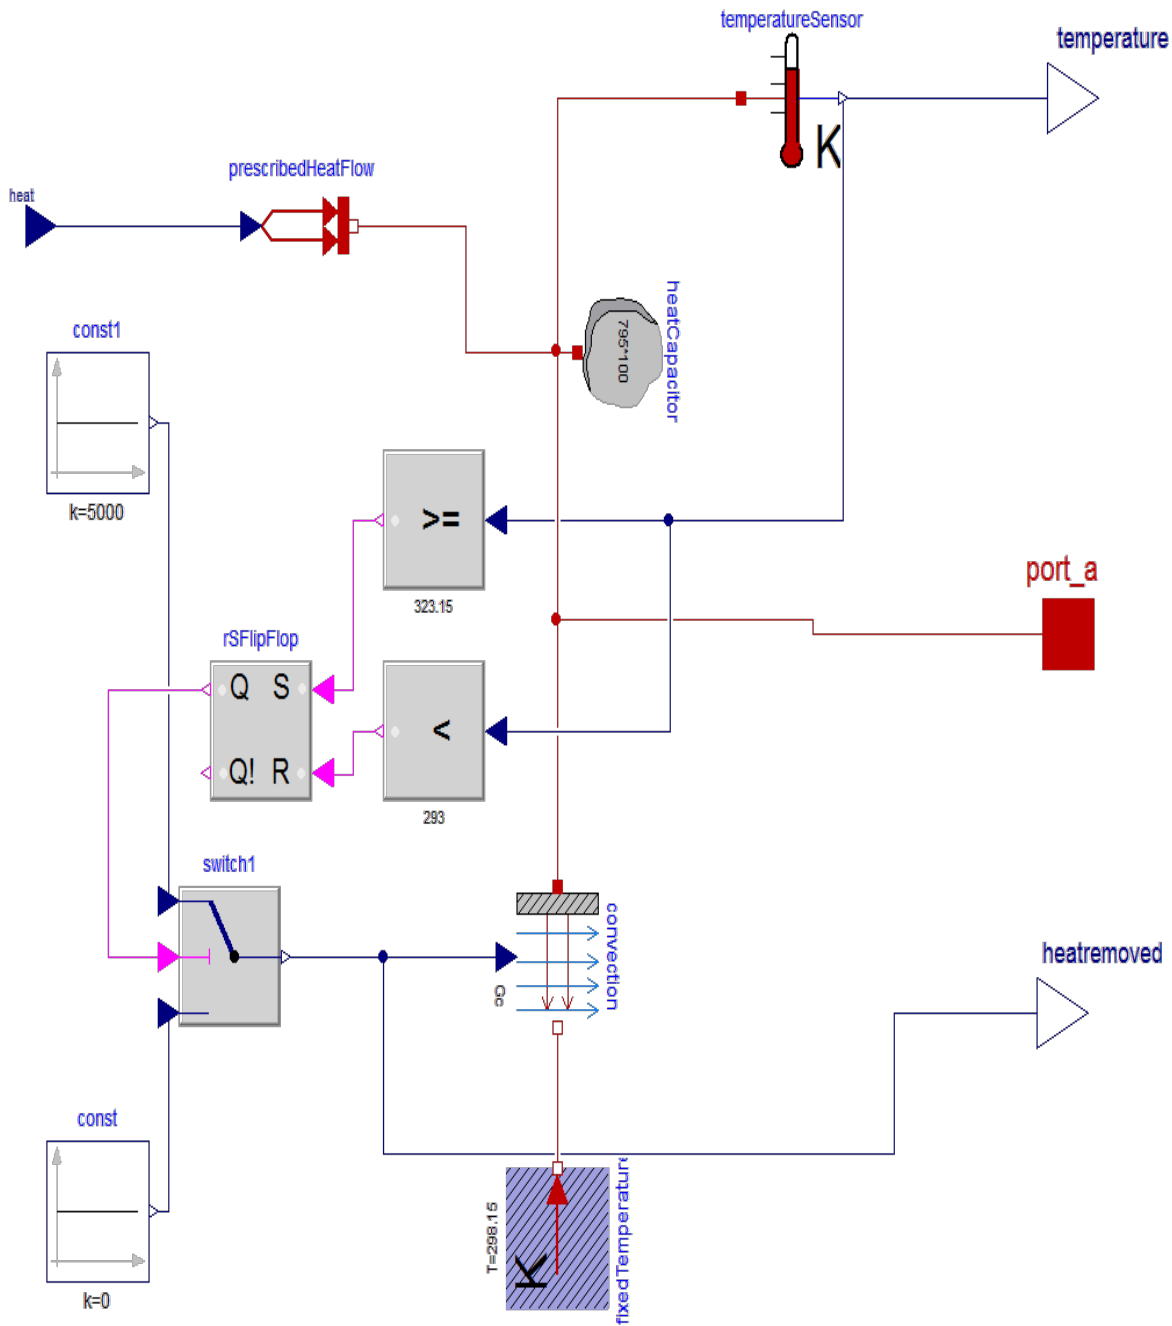 temperatureSensor
temperature
K
prescribedHeatFlow
heat
heatCapacitor
795*100
const1
k=5000
>=
323.15
port_a
rSFlipFlop
Q S
Q! R
<
293
switch1
convection
Gc
heatremoved
const
k=0
T=298.15
K
fixedTemperature